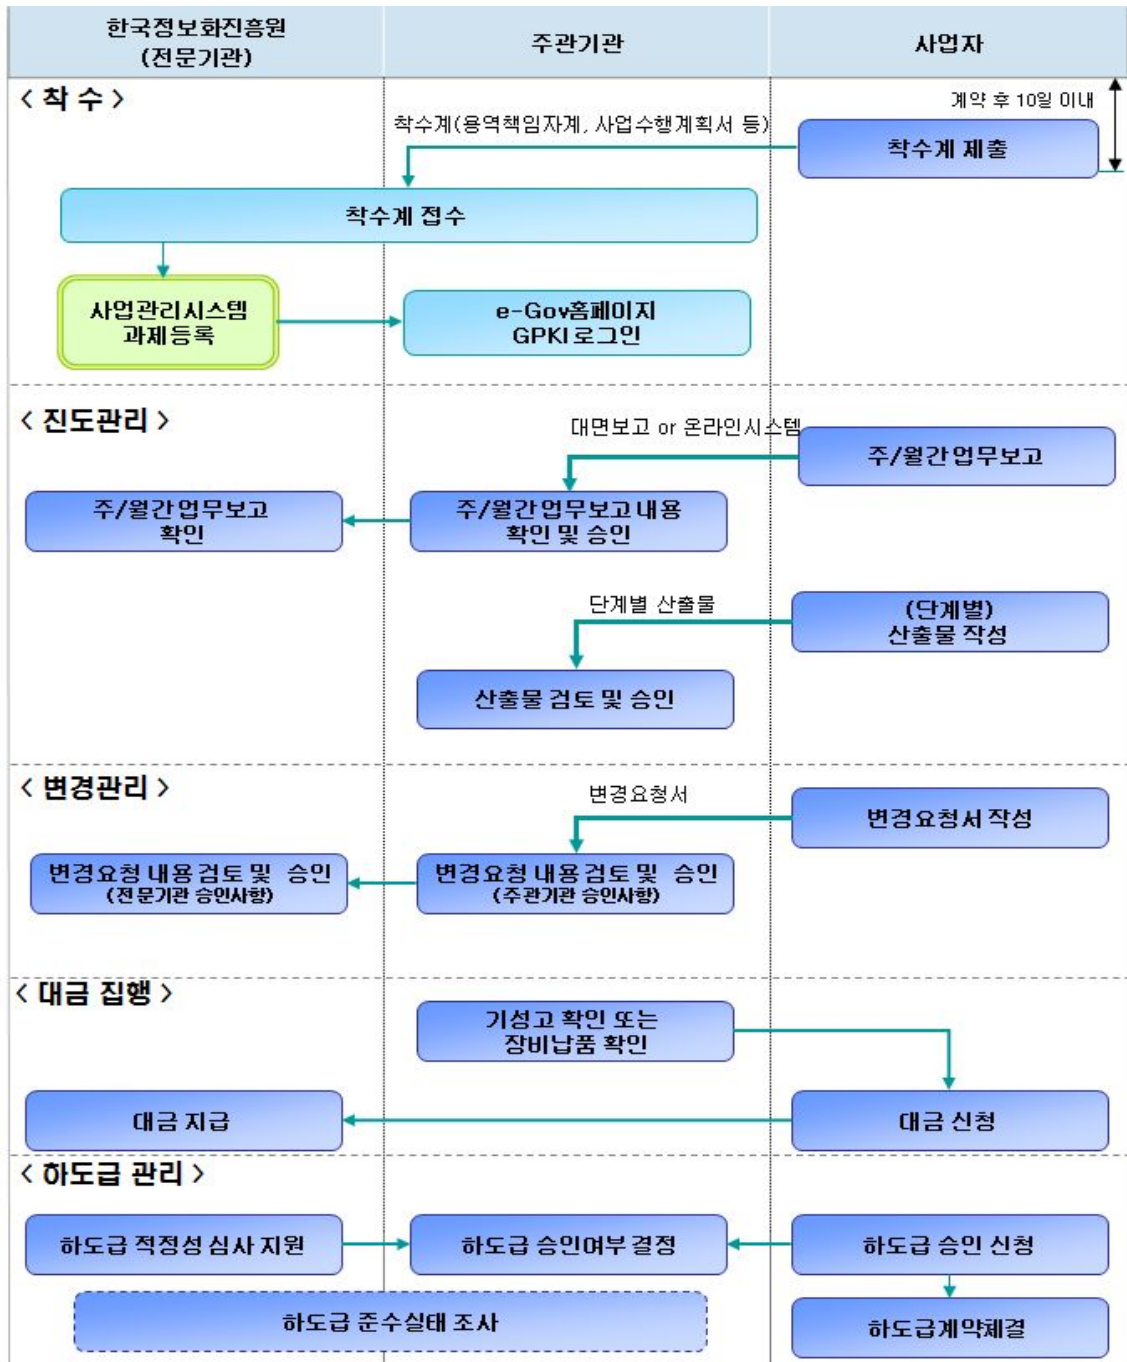 한국정보화진흥원
(전문기관)
주관기관
사업자
< 착 수 >
계약 후 10일 이내
착수계(용역책임자계, 사업수행계획서 등)
착수계 제출
착수계 접수
사업관리시스템
과제등록
e-Gov홈페이지
GPKI로그인
< 진도관리 >
대면보고 or 온라인시스템
주/월간업무보고
주/월간업무보고
확인
주/월간업무보고내용
확인 및 승인
단계별 산출물
(단계별)
산출물 작성
산출물 검토 및 승인
< 변경관리 >
변경요청서
변경요청서 작성
변경요청 내용검토 및 승인
(전문기관 승인사항)
변경요청 내용검토 및 승인
(주관기관 승인사항)
< 대금 집행 >
기성고 확인 또는
장비납품 확인
대금 지급
대금 신청
< 하도급 관리 >
하도급 적정성 심사 지원
하도급 승인여부결정
하도급 승인 신청
하도급 준수실태 조사
하도급계약체결